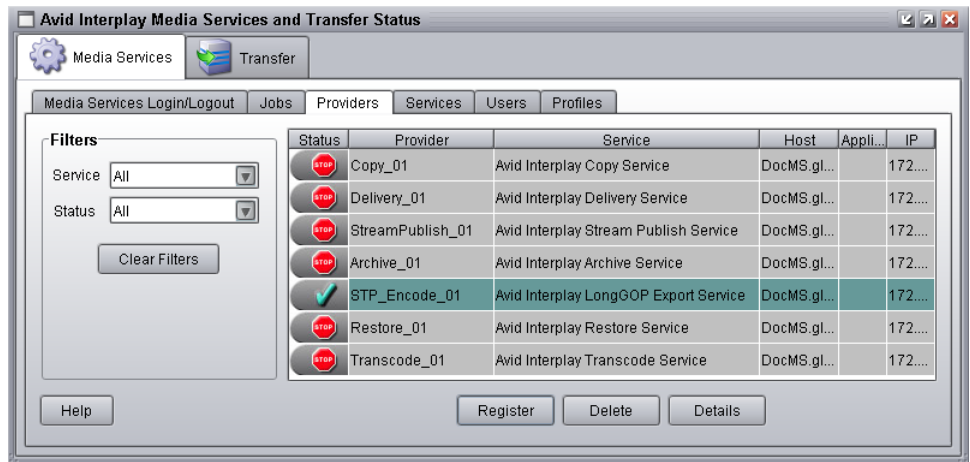 Avid Interplay Media Services and Transfer Status
Media Services Transfer
Media Services Login/Logout Jobs Providers Services Users Profiles
Filters
Service All
Status All
Clear Filters
Status Provider Service Host Appli... IP
STOP Copy_01 Avid Interplay Copy Service DocMS.gl... 172....
STOP Delivery_01 Avid Interplay Delivery Service DocMS.gl... 172....
STOP StreamPublish_01 Avid Interplay Stream Publish Service DocMS.gl... 172....
STOP Archive_01 Avid Interplay Archive Service DocMS.gl... 172....
STP_Encode_01 Avid Interplay LongGOP Export Service DocMS.gl... 172....
STOP Restore_01 Avid Interplay Restore Service DocMS.gl... 172....
STOP Transcode_01 Avid Interplay Transcode Service DocMS.gl... 172....
Help Register Delete Details